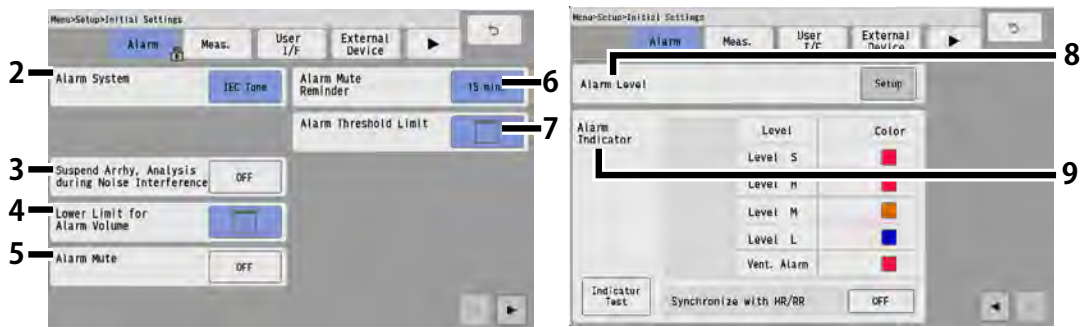 Menu>Setup>Initial Settings
Alarm
Meas.
User
I/F
External
Device
2
Alarm System
IEC Tone
Alarm Mute
Reminder
15 min.
6
Alarm Threshold Limit
7
3
Suspend Arrhy. Analysis
during Noise Interference
OFF
4
Lower Limit for
Alarm Volume
5
Alarm Mute
OFF
Menu>Setup>Initial Settings
Alarm
Meas.
User
I/F
External
Device
8
Alarm Level
Setup
Alarm
Indicator
Level
Color
Level S
9
Level H
Level M
Level L
Vent. Alarm
Indicator
Test
Synchronize with HR/RR
OFF